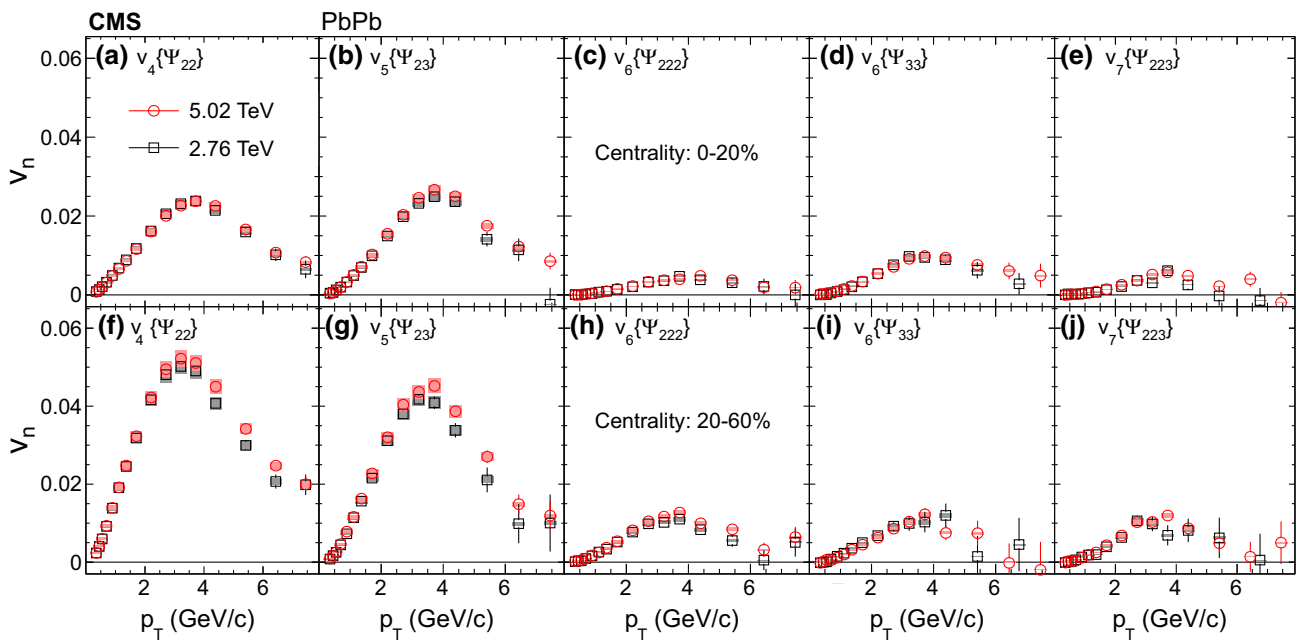 CMS PbPb
(a) v4{Ψ22} (b) v5{Ψ23} (c) v6{Ψ222} (d) v6{Ψ33} (e) v7{Ψ223}
0.06
5.02 TeV
2.76 TeV
0.04
Centrality: 0-20%
vn
0.02
0
(f) v4{Ψ22} (g) v5{Ψ23} (h) v6{Ψ222} (i) v6{Ψ33} (j) v7{Ψ223}
0.06
0.04
Centrality: 20-60%
vn
0.02
0
2 4 6 2 4 6 2 4 6 2 4 6 2 4 6
pT (GeV/c) pT (GeV/c) pT (GeV/c) pT (GeV/c) pT (GeV/c)